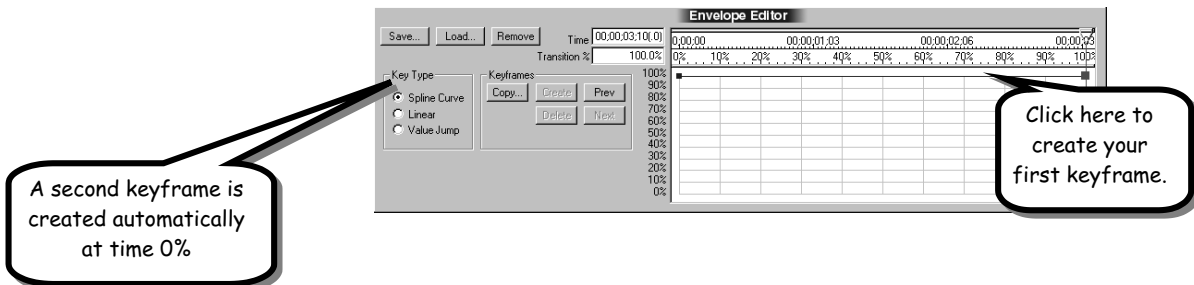 Envelope Editor
Save... Load... Remove Time 00;00;03;10(.0)
Transition % 100.0%
0;00;00 00;00;01;03 00;00;02;06 00;00;03
0% 10% 20% 30% 40% 50% 60% 70% 80% 90% 100%
Key Type
Spline Curve
Linear
Value Jump
Keyframes
Copy... Create Prev
Delete Next
100%
90%
80%
70%
60%
50%
40%
30%
20%
10%
0%
A second keyframe is
created automatically
at time 0%
Click here to
create your
first keyframe.